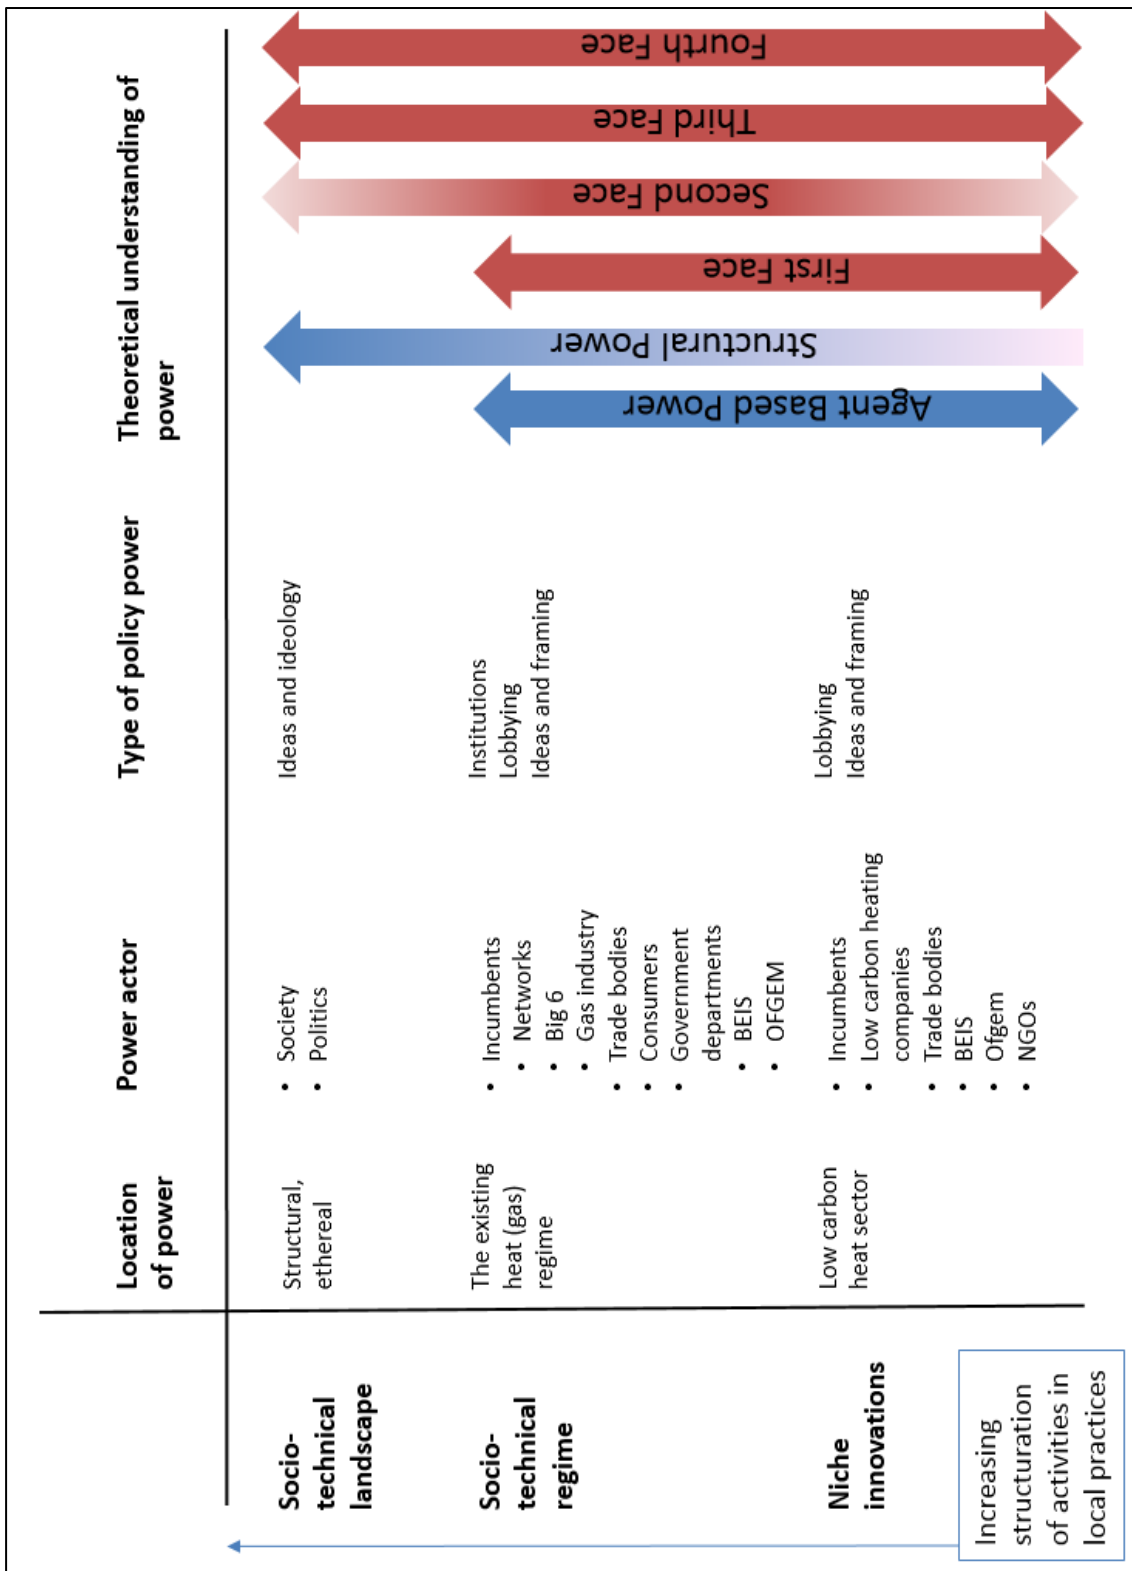 Location
of power
Power actor
Type of policy power
Theoretical understanding of
power
Socio-
technical
landscape
Structural,
ethereal
• Society
• Politics
Ideas and ideology
Socio-
technical
regime
The existing
heat (gas)
regime
• Incumbents
• Networks
• Big 6
• Gas industry
• Trade bodies
• Consumers
• Government
departments
• BEIS
• OFGEM
Institutions
Lobbying
Ideas and framing
Niche
innovations
Low carbon
heat sector
• Incumbents
• Low carbon heating
companies
• Trade bodies
• BEIS
• Ofgem
• NGOs
Lobbying
Ideas and framing
Agent Based Power
Structural Power
First Face
Second Face
Third Face
Fourth Face
Increasing
structuration
of activities in
local practices